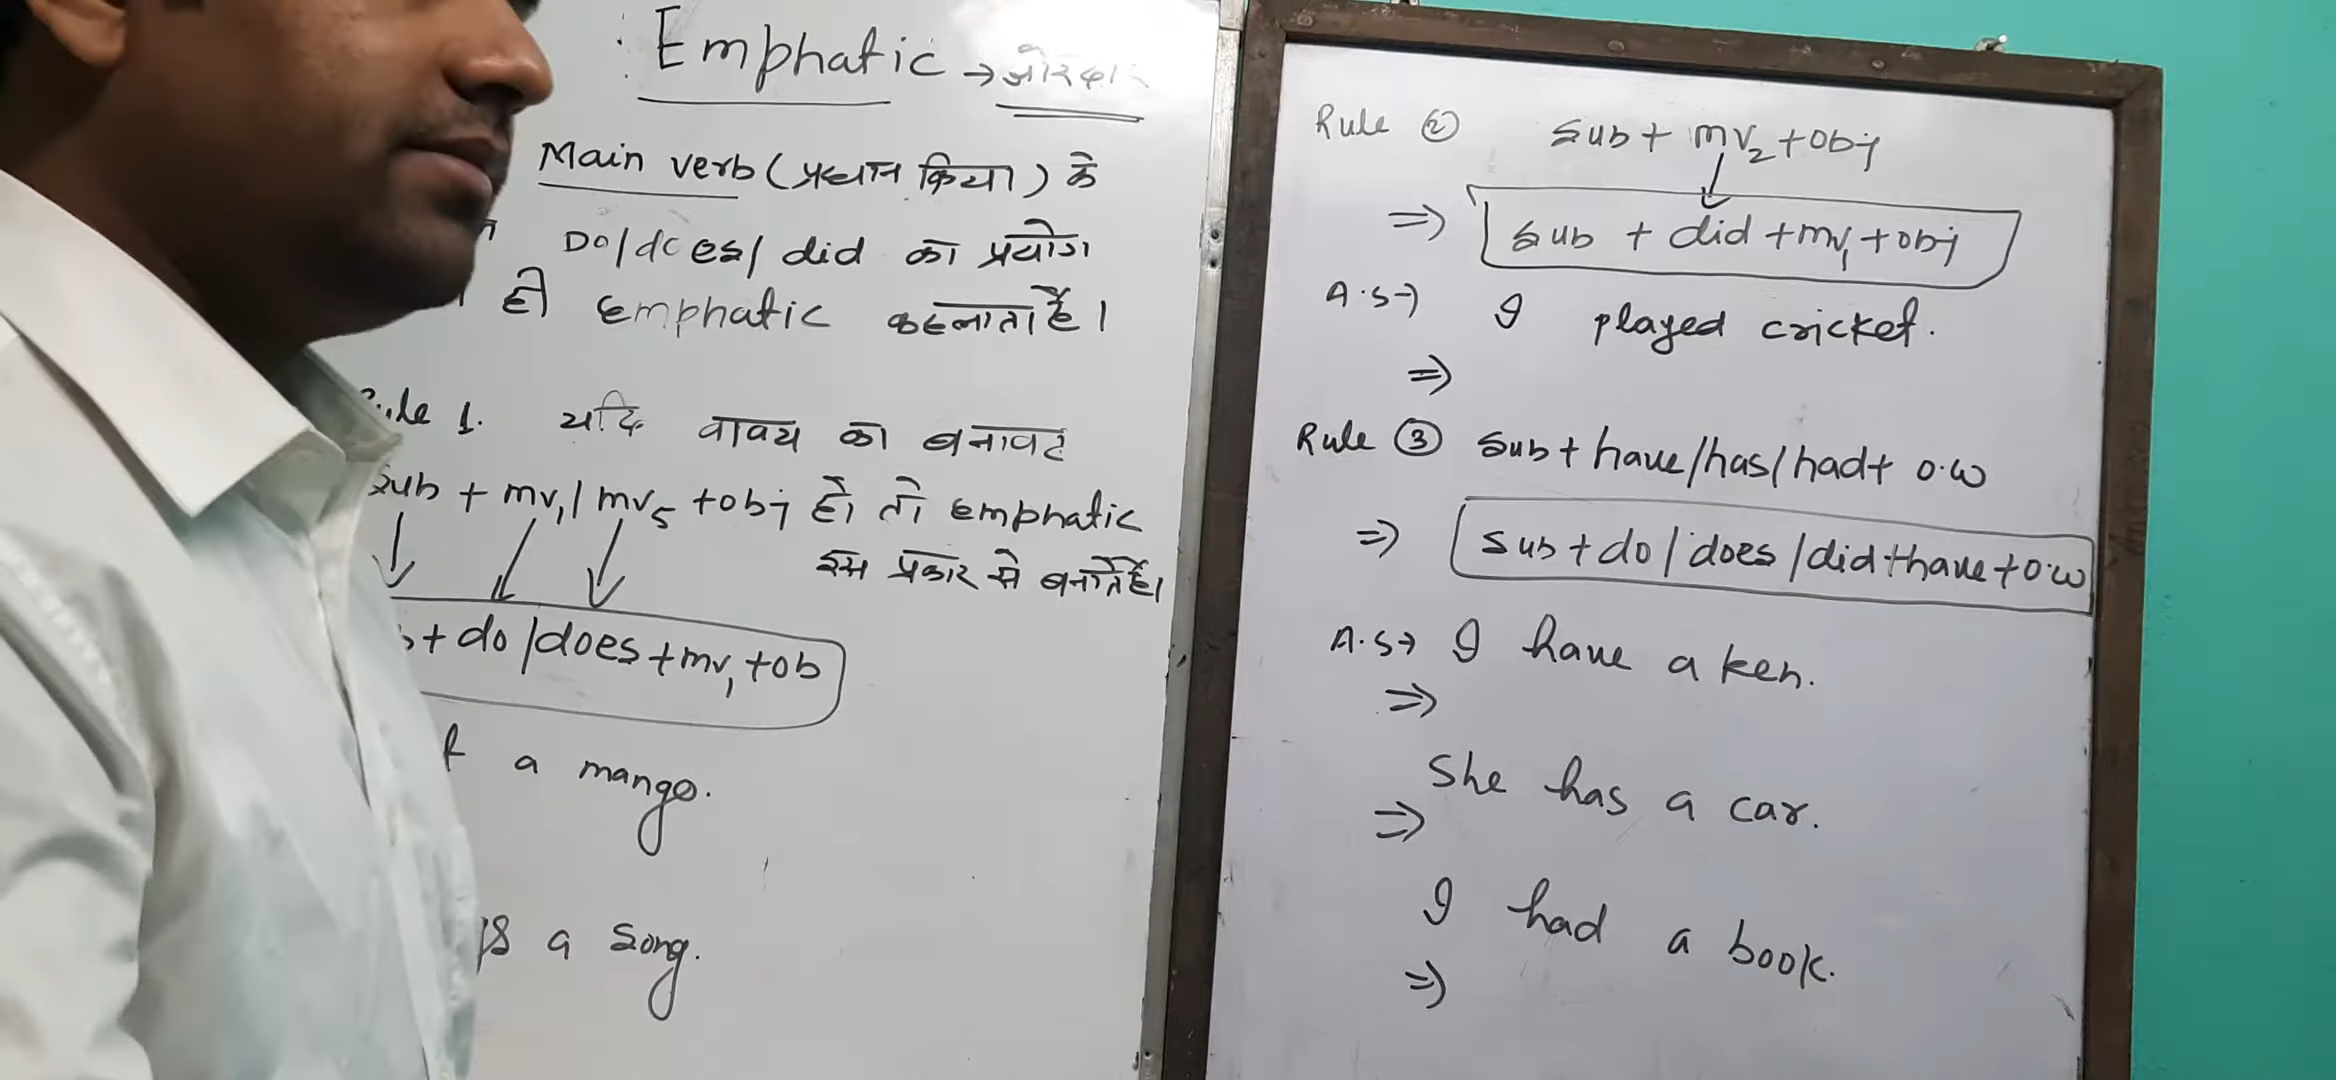 Emphatic → जोरदार
Main verb (प्रधान क्रिया) के
Do/does/did का प्रयोग
ही emphatic कहलाता है।
Rule 1. यदि वाक्य का बनावट
Sub + mv1/mv5 + obj हो तो emphatic
इस प्रकार से बनाते हैं।
+ do/does + mv1 + ob
a mango.
a song.
Rule ② Sub + mv2 + obj
⇒ Sub + did + mv1 + obj
A.S→ I played cricket.
⇒
Rule ③ Sub + have/has/had + o.w
⇒ Sub + do/does/did + have + o.w
A.S→ I have a ken.
⇒
She has a car.
⇒
I had a book.
⇒